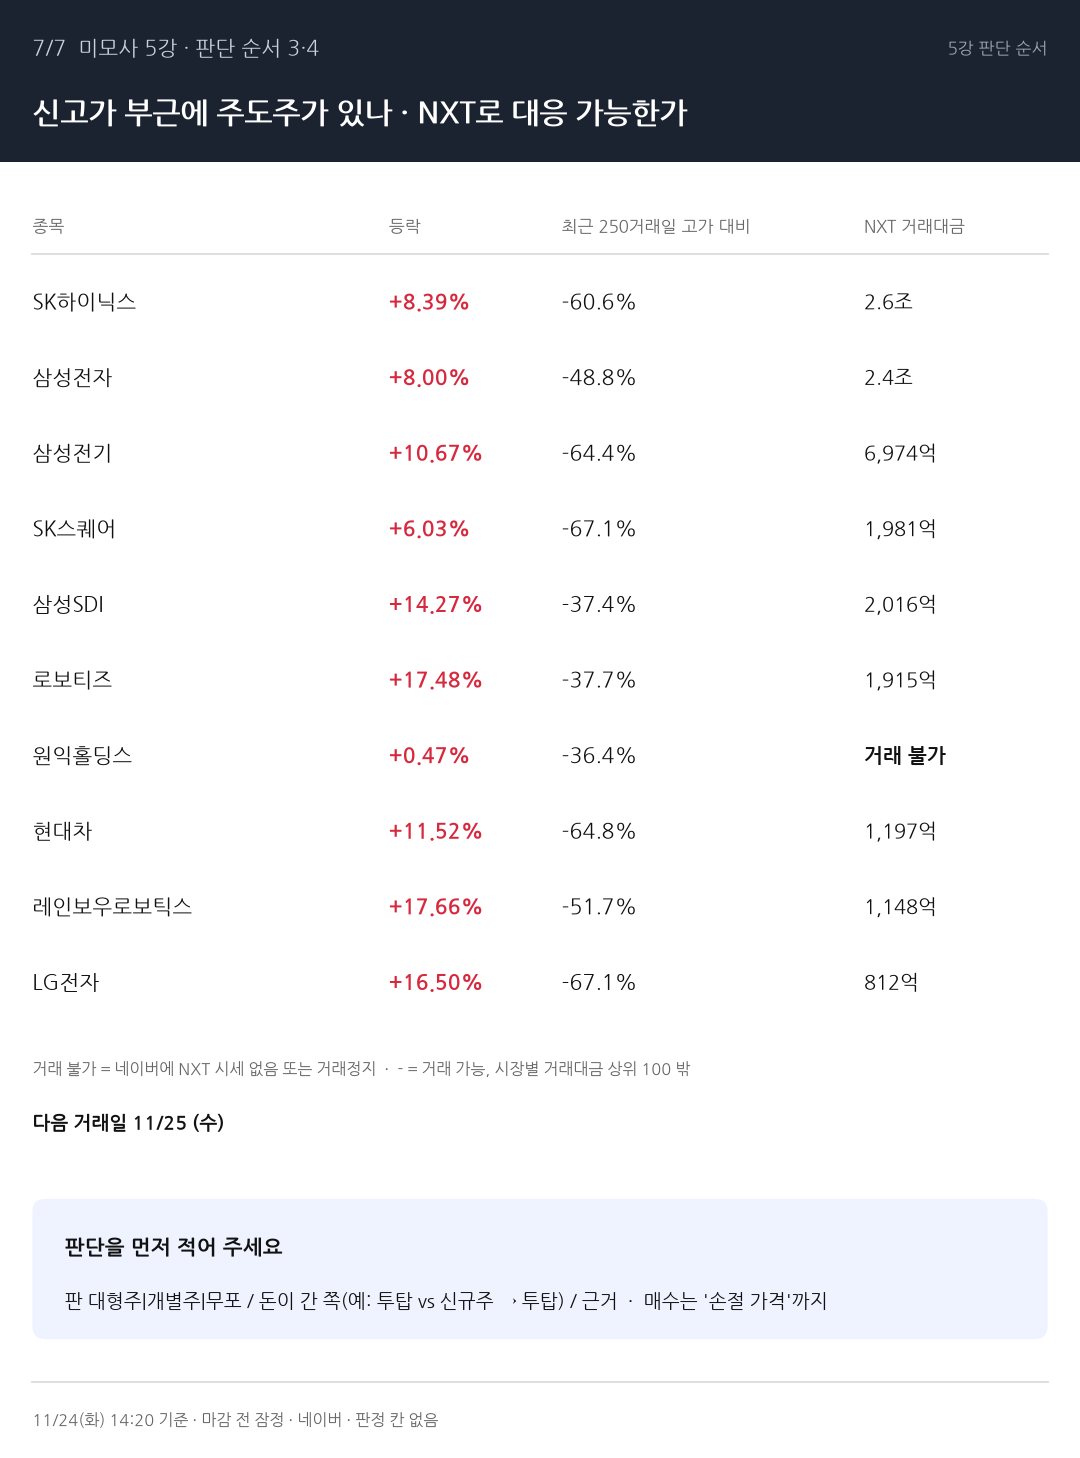 7/7 미모사 5강 · 판단 순서 3·4
5강 판단 순서
신고가 부근에 주도주가 있나 · NXT로 대응 가능한가
종목 등락 최근 250거래일 고가 대비 NXT 거래대금
SK하이닉스 +8.39% -60.6% 2.6조
삼성전자 +8.00% -48.8% 2.4조
삼성전기 +10.67% -64.4% 6,974억
SK스퀘어 +6.03% -67.1% 1,981억
삼성SDI +14.27% -37.4% 2,016억
로보티즈 +17.48% -37.7% 1,915억
원익홀딩스 +0.47% -36.4% 거래 불가
현대차 +11.52% -64.8% 1,197억
레인보우로보틱스 +17.66% -51.7% 1,148억
LG전자 +16.50% -67.1% 812억
거래 불가 = 네이버에 NXT 시세 없음 또는 거래정지 · - = 거래 가능, 시장별 거래대금 상위 100 밖
다음 거래일 11/25 (수)
판단을 먼저 적어 주세요
판 대형주|개별주|무포 / 돈이 간 쪽(예: 투탑 vs 신규주 → 투탑) / 근거 · 매수는 '손절 가격'까지
11/24(화) 14:20 기준 · 마감 전 잠정 · 네이버 · 판정 칸 없음